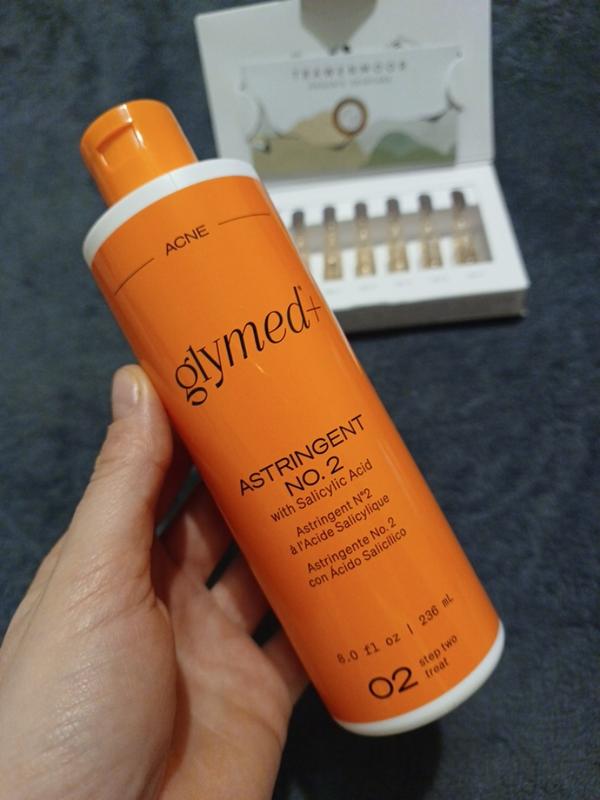 ACNE
glymed+
ASTRINGENT
NO. 2
with Salicylic Acid
Astringent N°2
à l'Acide Salicylique
Astringente No. 2
con Ácido Salicílico
8.0 fl oz | 236 mL
02 step two
treat